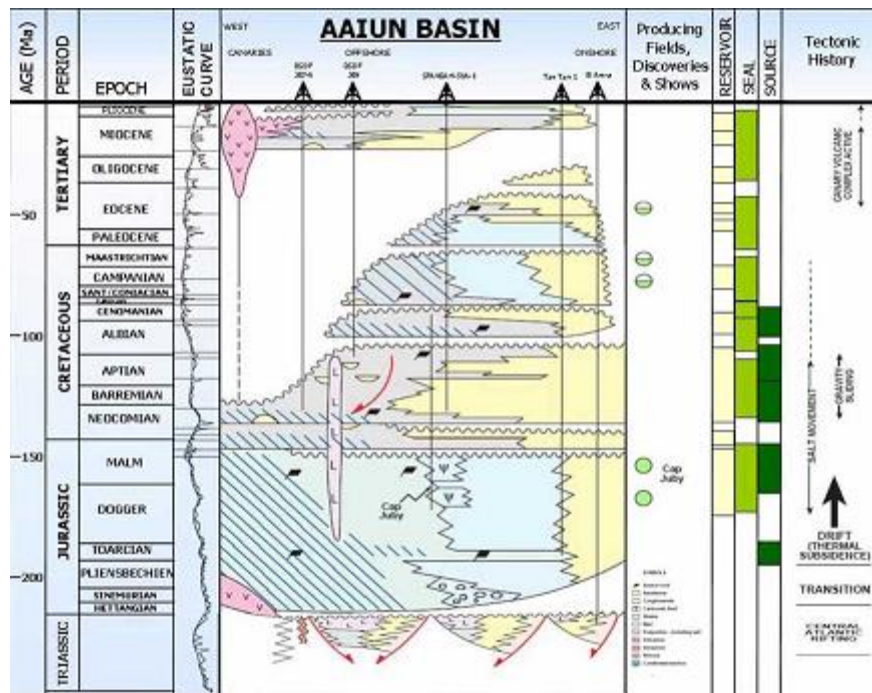 AAIUN BASIN
WEST
EAST
CANARIES
OFFSHORE
ONSHORE
AGE (Ma)
PERIOD
EPOCH
EUSTATIC
CURVE
Producing
Fields,
Discoveries
& Shows
RESERVOIR
SEAL
SOURCE
Tectonic
History
Tan Tan 1
TERTIARY
PLIOCENE
MIOCENE
OLIGOCENE
EOCENE
PALEOCENE
50
CRETACEOUS
MAASTRICHTIAN
CAMPANIAN
SANT/CONIACIAN
CENOMANIAN
ALBIAN
APTIAN
BARREMIAN
NEOCOMIAN
100
JURASSIC
MALM
DOGGER
TOARCIAN
PLIENSBECHIEN
SINEMURIAN
HETTANGIAN
150
200
TRIASSIC
Cap
Juby
Cap
Juby
CANARY VOLCANIC
COMPLEX ACTIVE
GRAVITY
SLIDING
SALT MOVEMENT
DRIFT
(THERMAL
SUBSIDENCE)
TRANSITION
CENTRAL
ATLANTIC
RIFTING